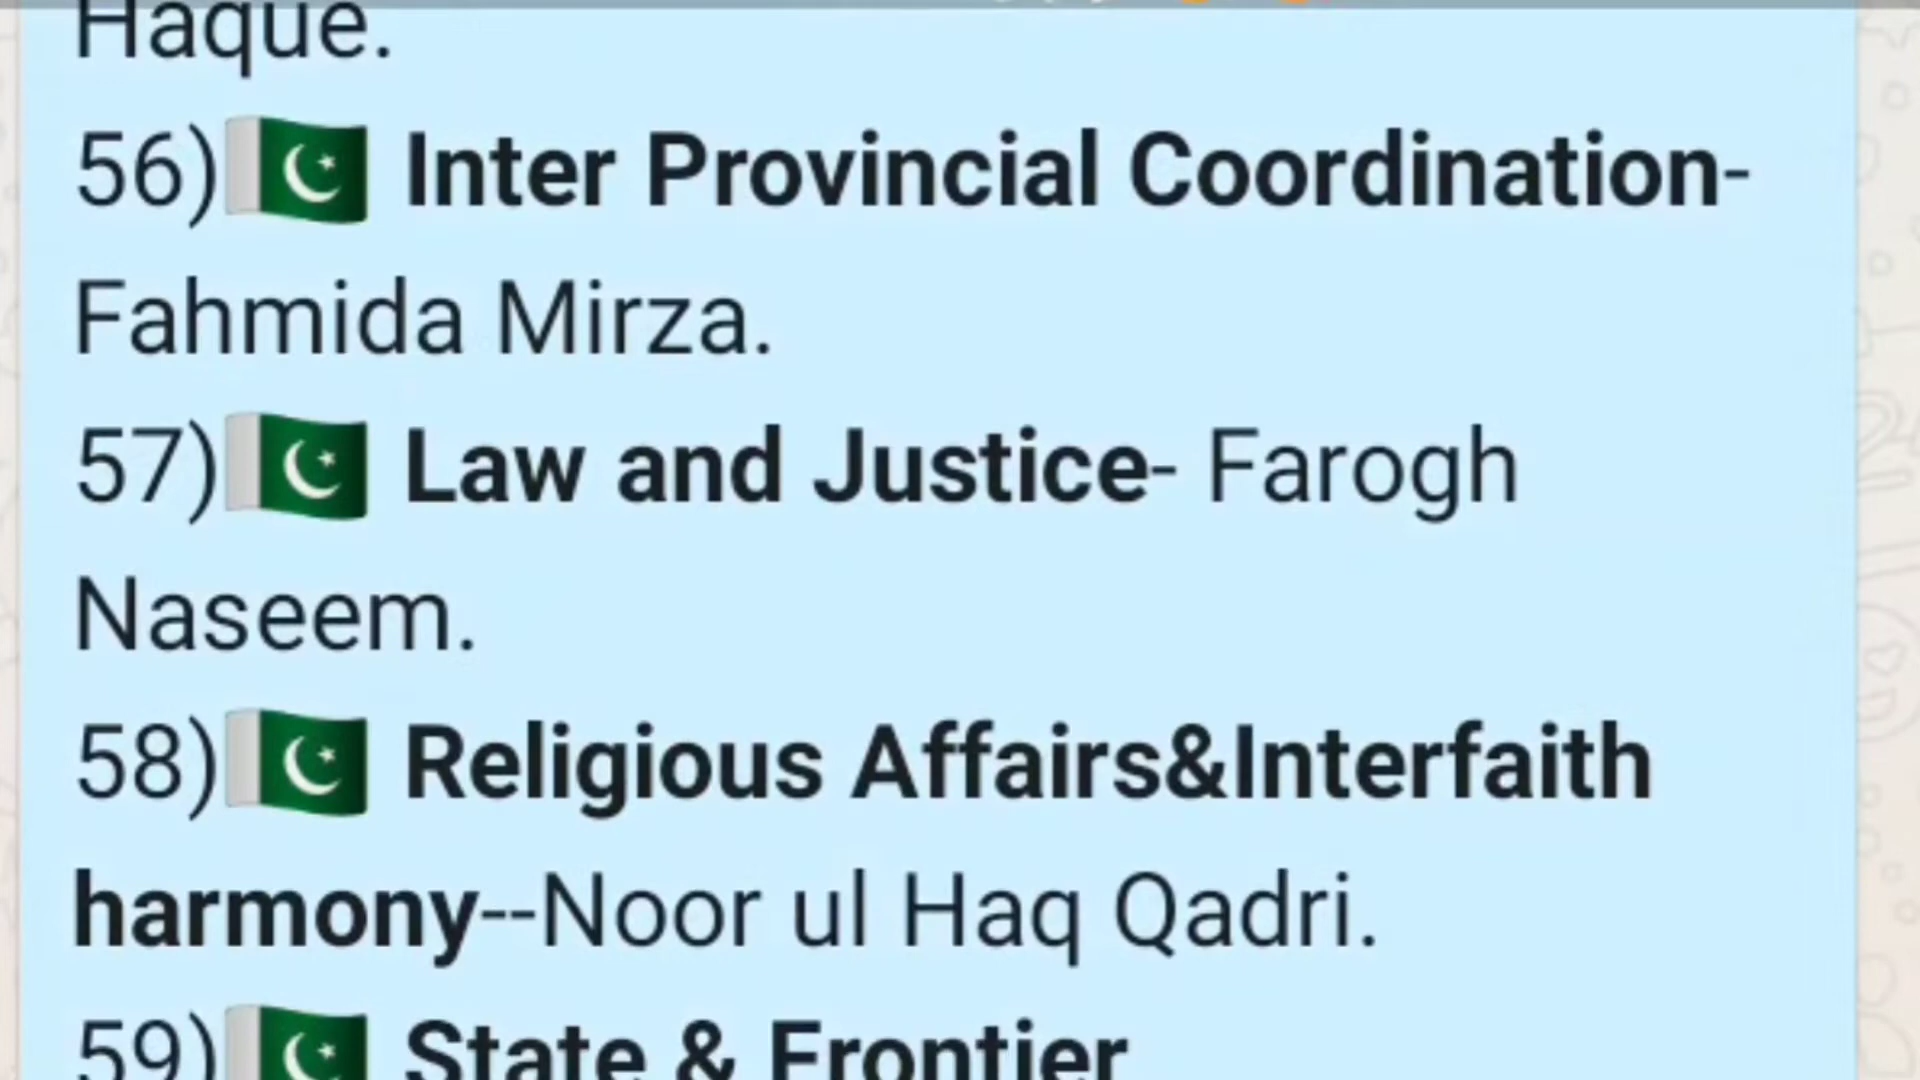 Haque.
56)🇵🇰 Inter Provincial Coordination-
Fahmida Mirza.
57)🇵🇰 Law and Justice- Farogh
Naseem.
58)🇵🇰 Religious Affairs&Interfaith
harmony--Noor ul Haq Qadri.
59)🇵🇰 State & Frontier